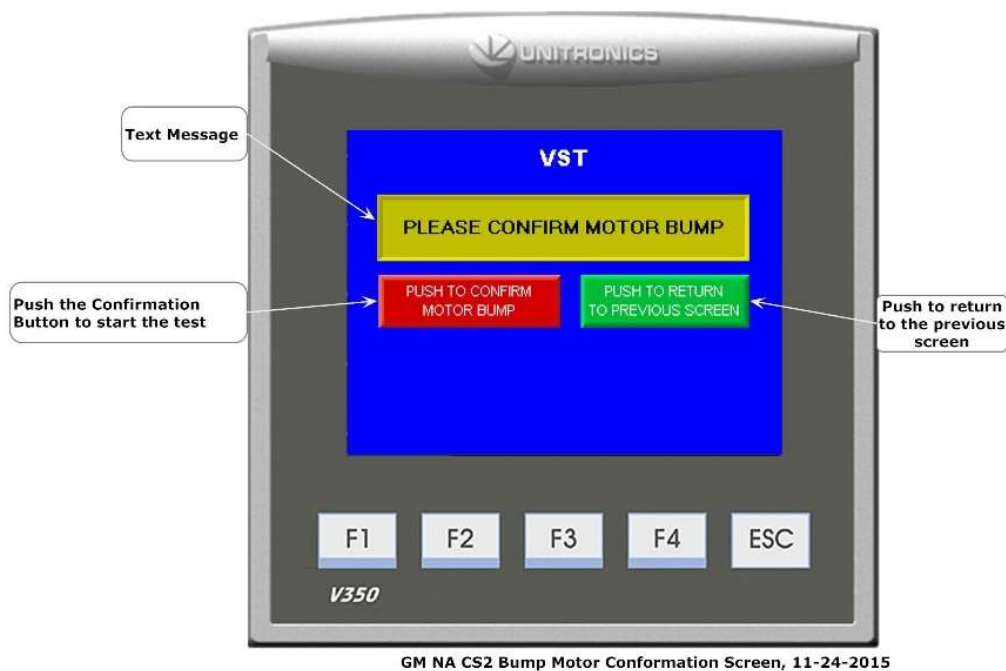 UNITRONICS
Text Message
VST
PLEASE CONFIRM MOTOR BUMP
Push the Confirmation
Button to start the test
PUSH TO CONFIRM
MOTOR BUMP
PUSH TO RETURN
TO PREVIOUS SCREEN
Push to return
to the previous
screen
F1
F2
F3
F4
ESC
V350
GM NA CS2 Bump Motor Conformation Screen, 11-24-2015